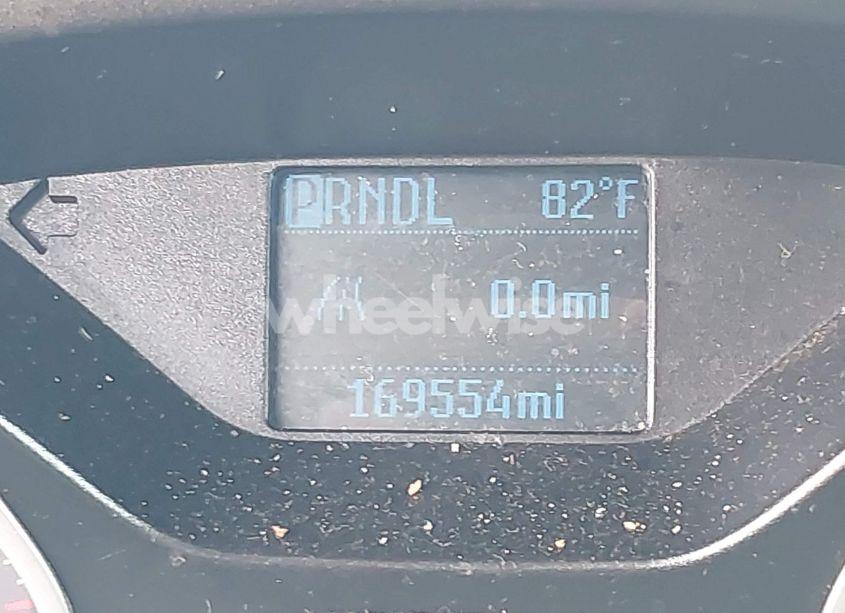 PRNDL 82°F
0.0mi
wheelwise
169554mi